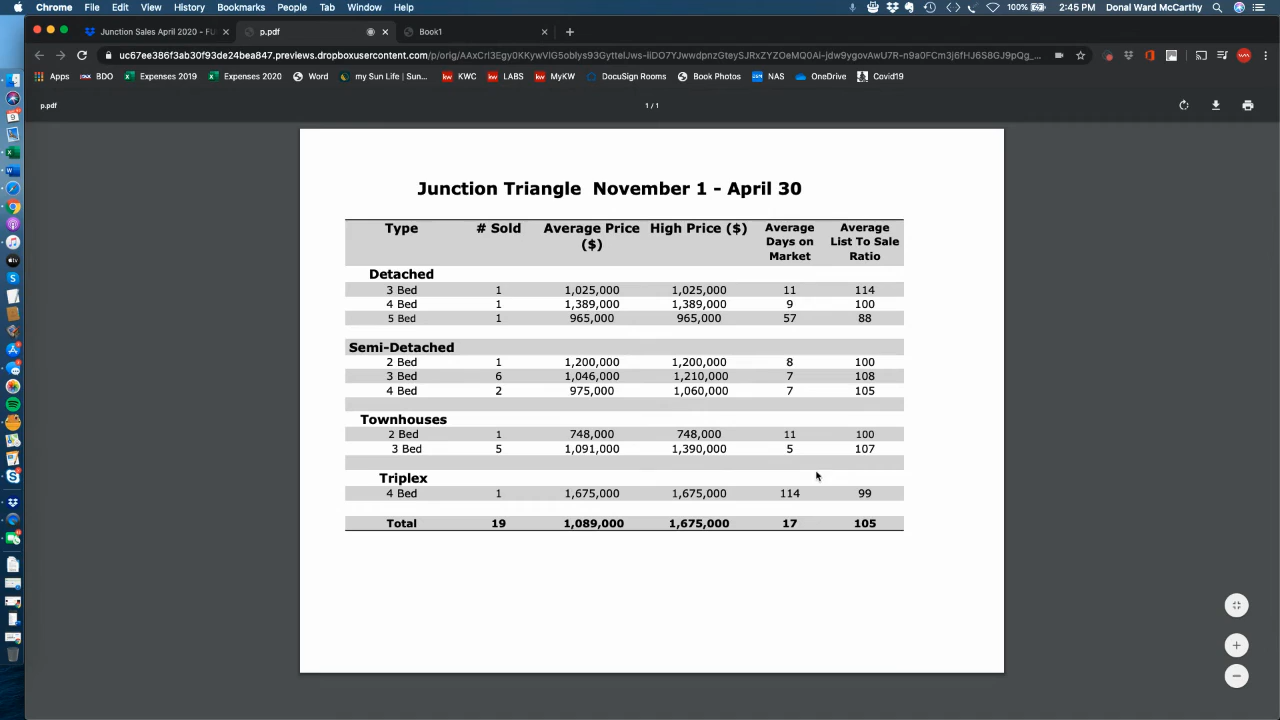 Chrome File Edit View History Bookmarks People Tab Window Help 100% 2:45 PM Donal Ward McCarthy
Junction Sales April 2020 - FU p.pdf Book1
uc67ee386f3ab30f93de24bea847.previews.dropboxusercontent.com
Apps BDO Expenses 2019 Expenses 2020 Word my Sun Life | Sun... KWC LABS MyKW DocuSign Rooms Book Photos NAS OneDrive Covid19
p.pdf 1 / 1
Junction Triangle November 1 - April 30
Type # Sold Average Price ($) High Price ($) Average Days on Market Average List To Sale Ratio
Detached
3 Bed 1 1,025,000 1,025,000 11 114
4 Bed 1 1,389,000 1,389,000 9 100
5 Bed 1 965,000 965,000 57 88
Semi-Detached
2 Bed 1 1,200,000 1,200,000 8 100
3 Bed 6 1,046,000 1,210,000 7 108
4 Bed 2 975,000 1,060,000 7 105
Townhouses
2 Bed 1 748,000 748,000 11 100
3 Bed 5 1,091,000 1,390,000 5 107
Triplex
4 Bed 1 1,675,000 1,675,000 114 99
Total 19 1,089,000 1,675,000 17 105